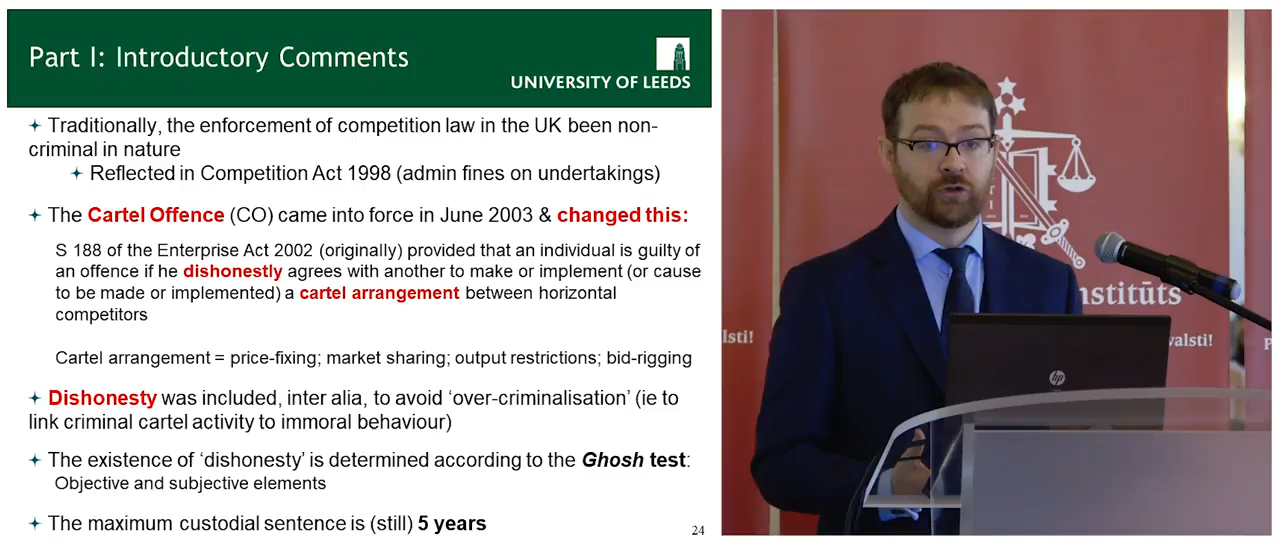 Part I: Introductory Comments
UNIVERSITY OF LEEDS
Traditionally, the enforcement of competition law in the UK been non-
criminal in nature
Reflected in Competition Act 1998 (admin fines on undertakings)
The Cartel Offence (CO) came into force in June 2003 & changed this:
S 188 of the Enterprise Act 2002 (originally) provided that an individual is guilty of
an offence if he dishonestly agrees with another to make or implement (or cause
to be made or implemented) a cartel arrangement between horizontal
competitors
Cartel arrangement = price-fixing; market sharing; output restrictions; bid-rigging
Dishonesty was included, inter alia, to avoid ‘over-criminalisation’ (ie to
link criminal cartel activity to immoral behaviour)
The existence of ‘dishonesty’ is determined according to the Ghosh test:
Objective and subjective elements
The maximum custodial sentence is (still) 5 years
24
nstitūts
valsti!
valsti!
hp